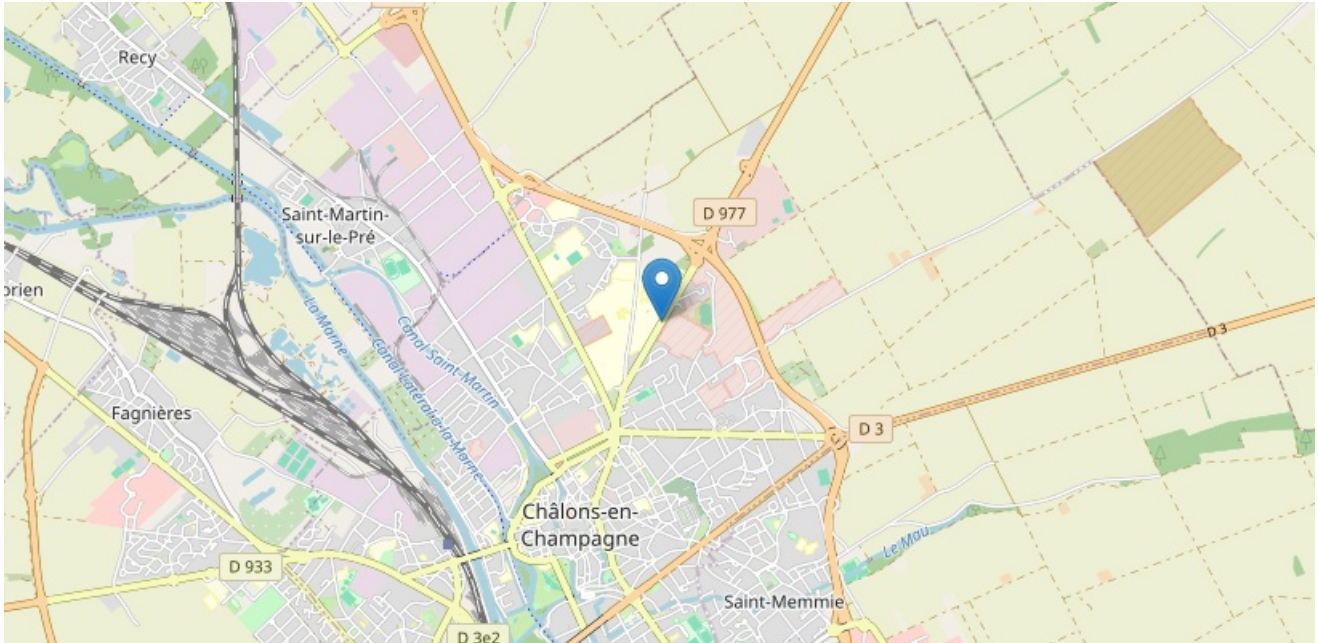 Recy
D 977
Saint-Martin-
sur-le-Pré
orien
La Marne
Canal Saint-Martin
Canal Latéral à la Marne
D 3
Fagnières
D 3
Châlons-en-
Champagne
Le Mau
D 933
Saint-Memmie
D 3e2